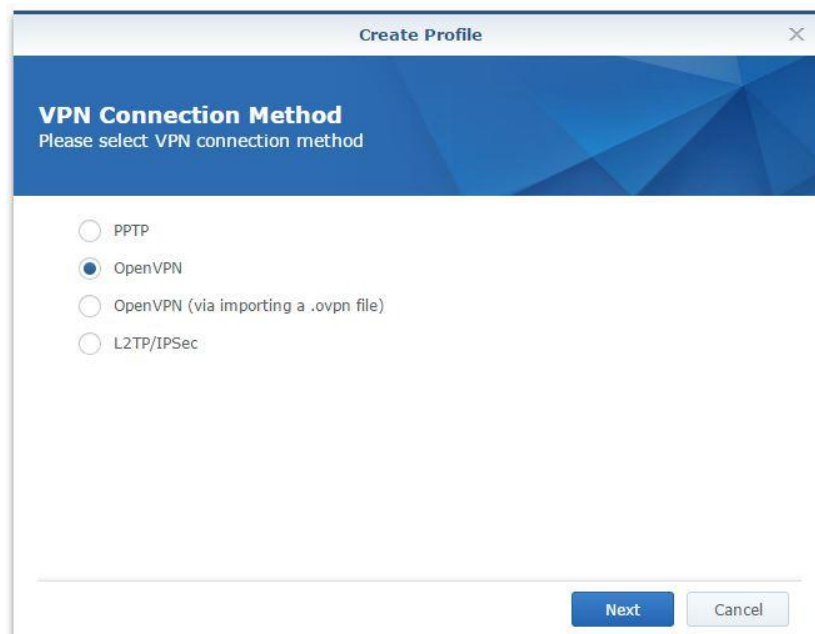 Create Profile
VPN Connection Method
Please select VPN connection method
PPTP
OpenVPN
OpenVPN (via importing a .ovpn file)
L2TP/IPSec
Next
Cancel